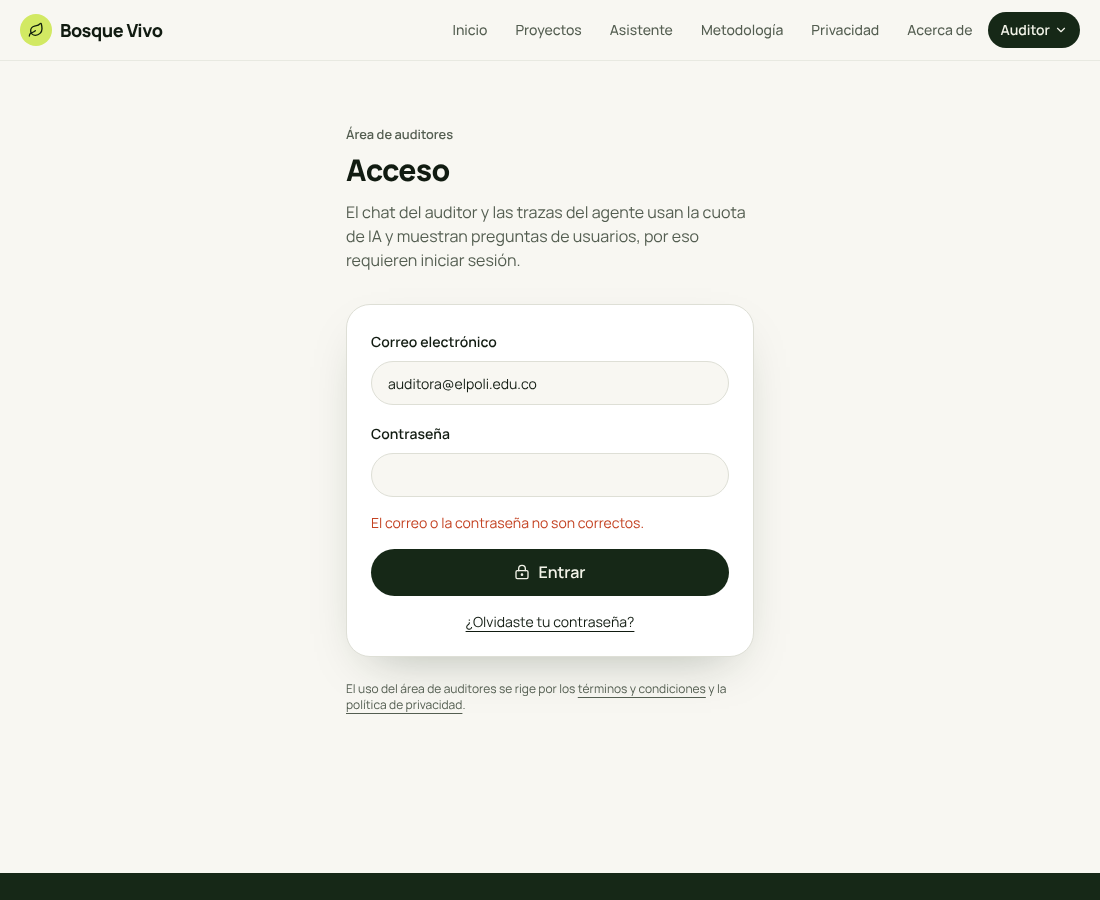 Bosque Vivo
Inicio
Proyectos
Asistente
Metodología
Privacidad
Acerca de
Auditor
Área de auditores
Acceso
El chat del auditor y las trazas del agente usan la cuota
de IA y muestran preguntas de usuarios, por eso
requieren iniciar sesión.
Correo electrónico
auditora@elpoli.edu.co
Contraseña
El correo o la contraseña no son correctos.
Entrar
¿Olvidaste tu contraseña?
El uso del área de auditores se rige por los términos y condiciones y la
política de privacidad.